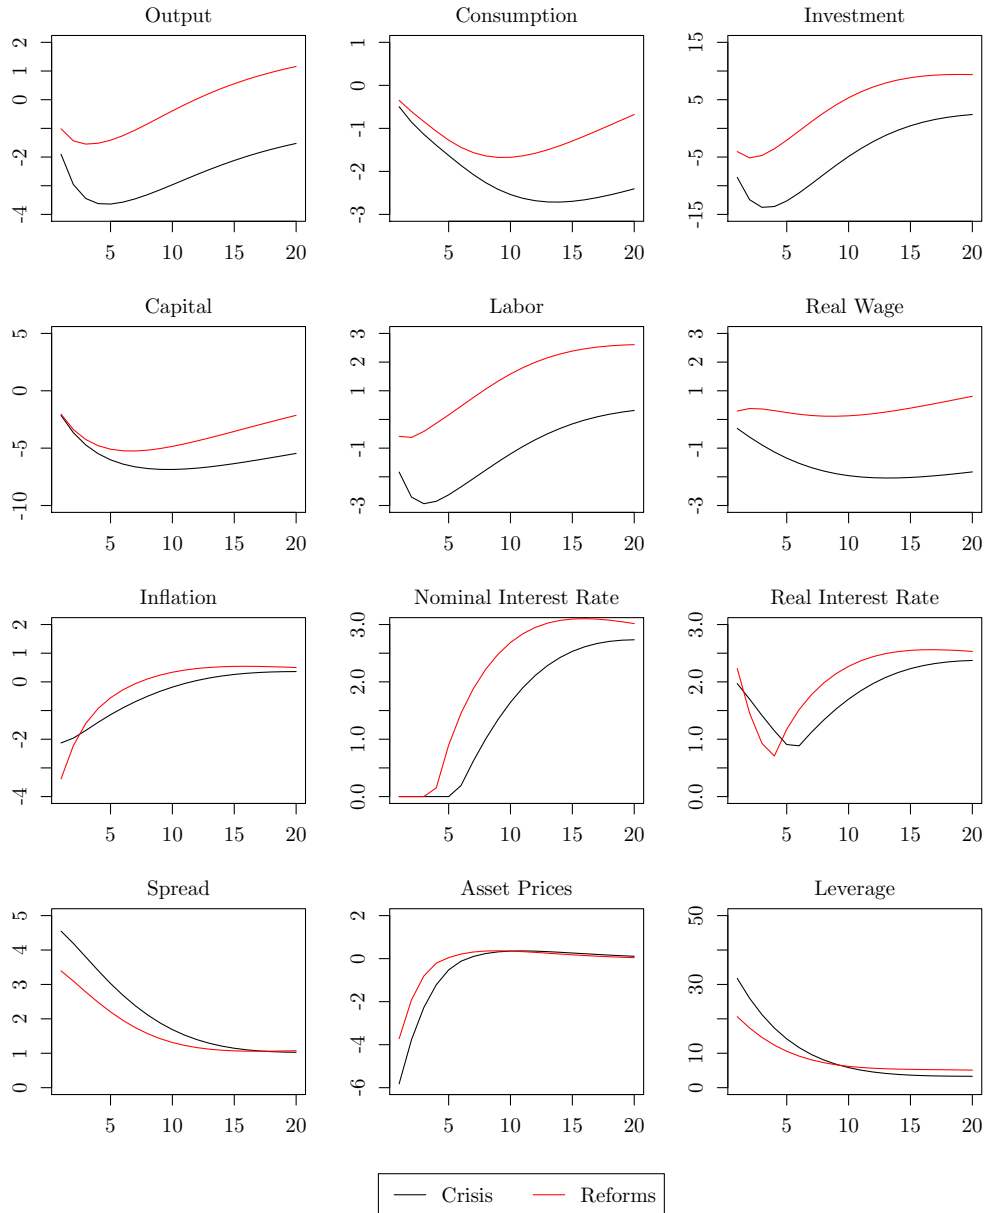 Output Consumption Investment
-4 -2 0 1 2
5 10 15 20
-3 -2 -1 0 1
5 10 15 20
-15 -5 5 15
5 10 15 20
Capital Labor Real Wage
-10 -5 0 5
5 10 15 20
-3 -1 0 2 3
5 10 15 20
-3 -1 1 2 3
5 10 15 20
Inflation Nominal Interest Rate Real Interest Rate
-4 -2 0 1 2
5 10 15 20
0.0 1.0 2.0 3.0
5 10 15 20
0.0 1.0 2.0 3.0
5 10 15 20
Spread Asset Prices Leverage
0 1 2 3 4 5
5 10 15 20
-6 -4 -2 0 2
5 10 15 20
0 10 30 50
5 10 15 20
Crisis Reforms